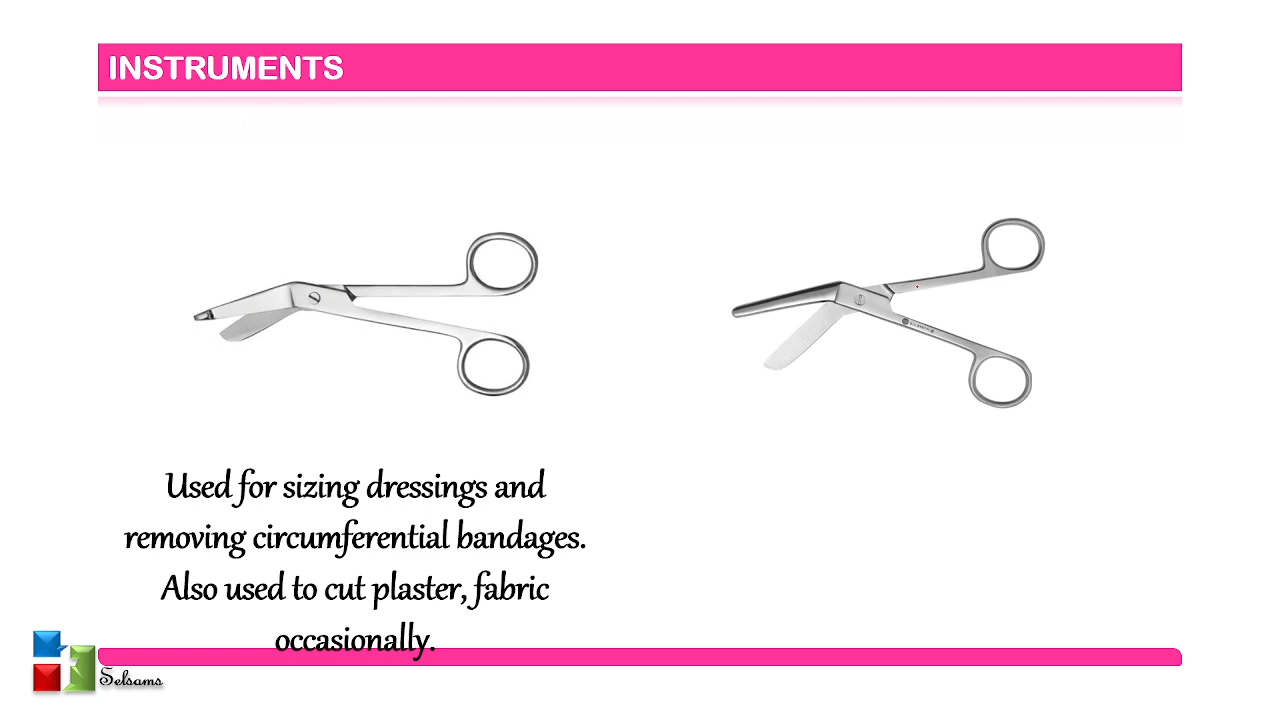 INSTRUMENTS
Used for sizing dressings and
removing circumferential bandages.
Also used to cut plaster, fabric
occasionally.
Selsams